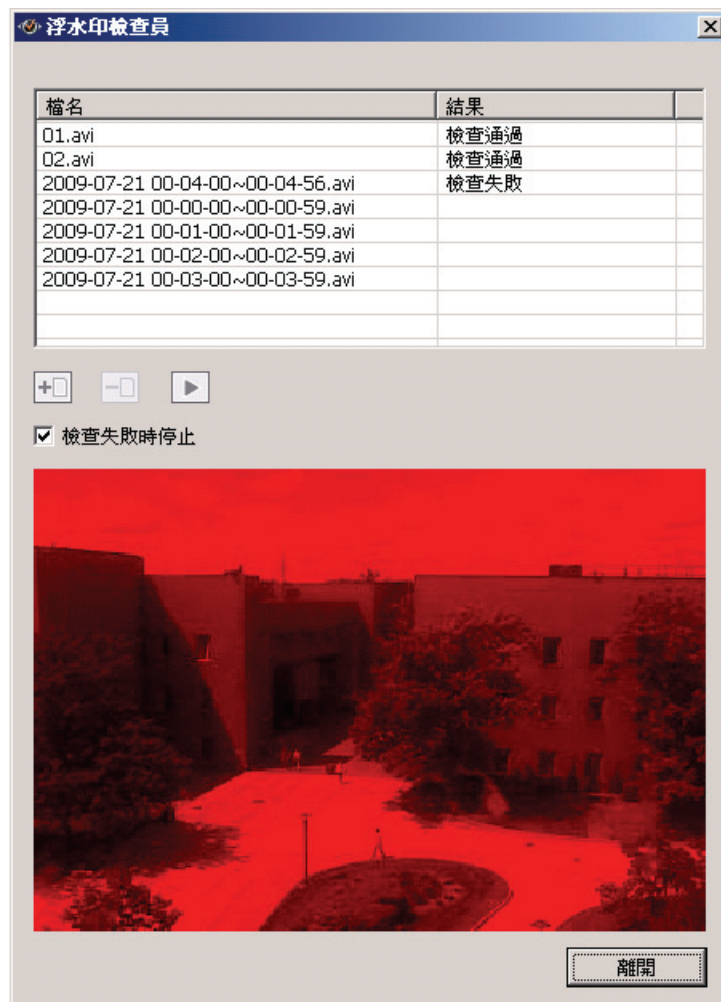 浮水印檢查員
檔名 結果
01.avi 檢查通過
02.avi 檢查通過
2009-07-21 00-04-00~00-04-56.avi 檢查失敗
2009-07-21 00-00-00~00-00-59.avi
2009-07-21 00-01-00~00-01-59.avi
2009-07-21 00-02-00~00-02-59.avi
2009-07-21 00-03-00~00-03-59.avi
檢查失敗時停止
離開